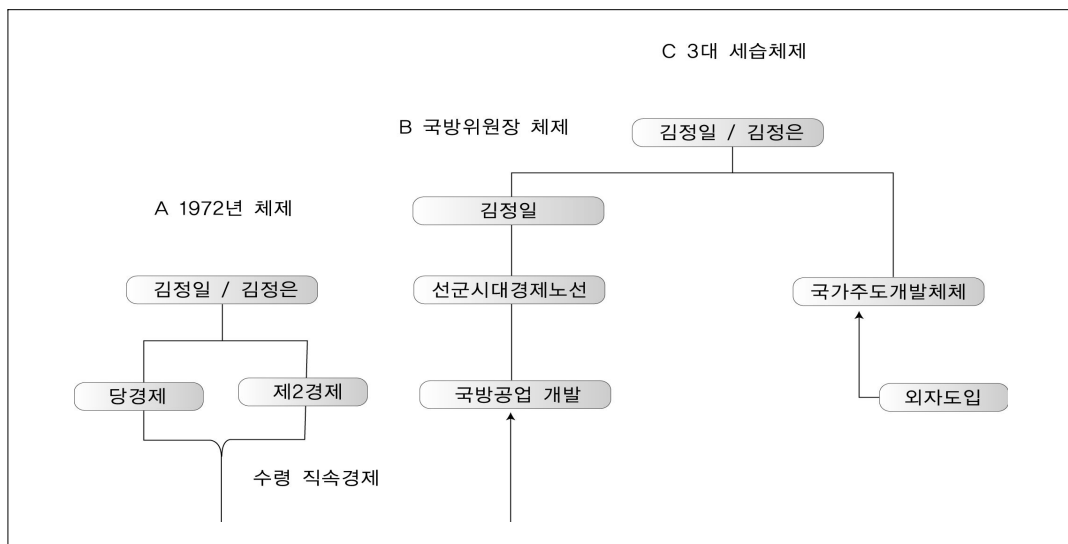 C 3대 세습체제
B 국방위원장 체제
김정일 / 김정은
A 1972년 체제
김정일
김정일 / 김정은
선군시대경제노선
국가주도개발체체
당경제
제2경제
국방공업 개발
외자도입
수령 직속경제